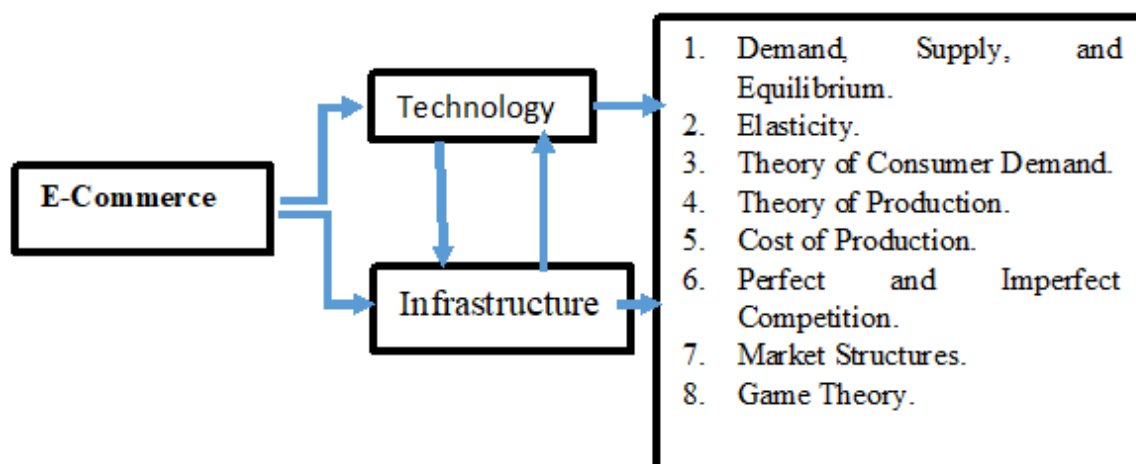 Technology
E-Commerce
Infrastructure
1. Demand, Supply, and
Equilibrium.
2. Elasticity.
3. Theory of Consumer Demand.
4. Theory of Production.
5. Cost of Production.
6. Perfect and Imperfect
Competition.
7. Market Structures.
8. Game Theory.